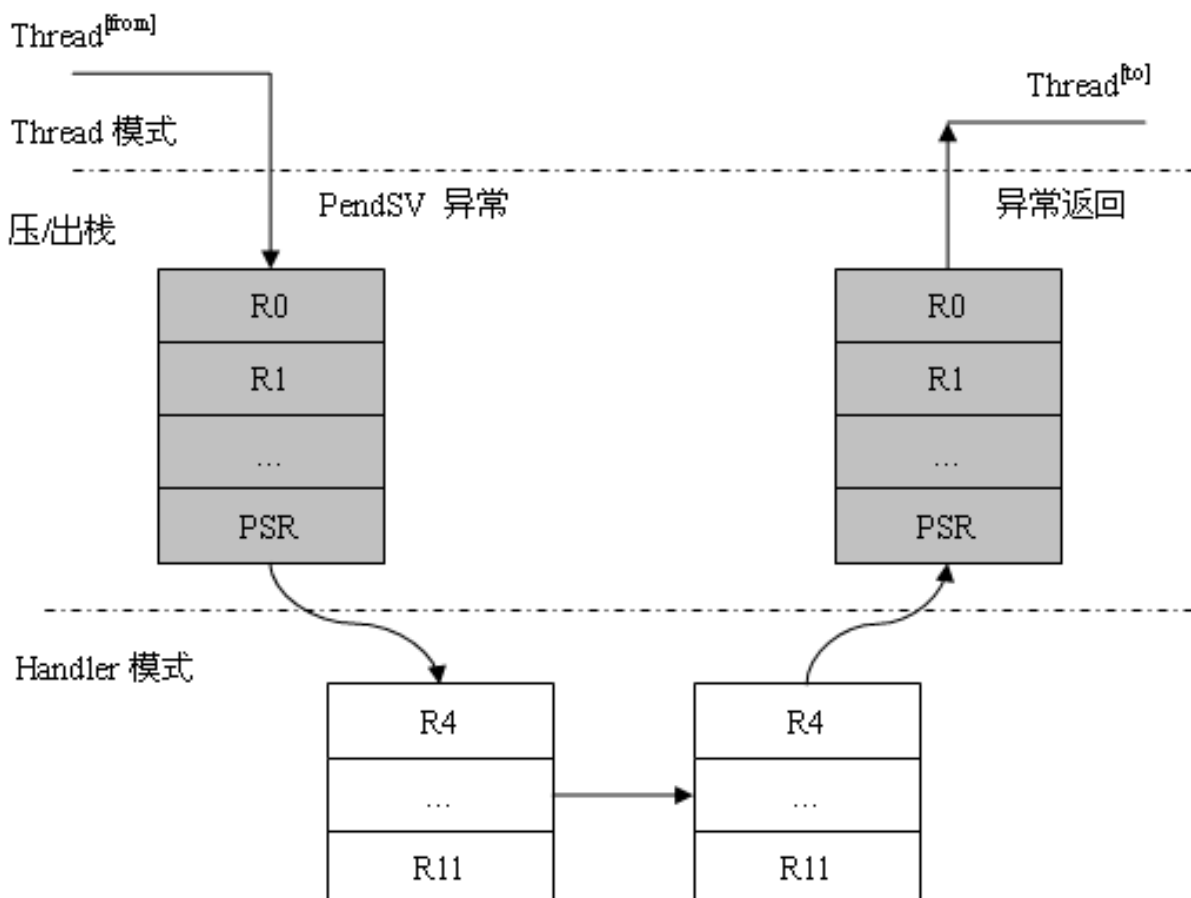 Thread[from]
Thread[to]
Thread 模式
PendSV 异常
异常返回
压/出栈
R0
R0
R1
R1
...
...
PSR
PSR
Handler 模式
R4
R4
...
...
R11
R11